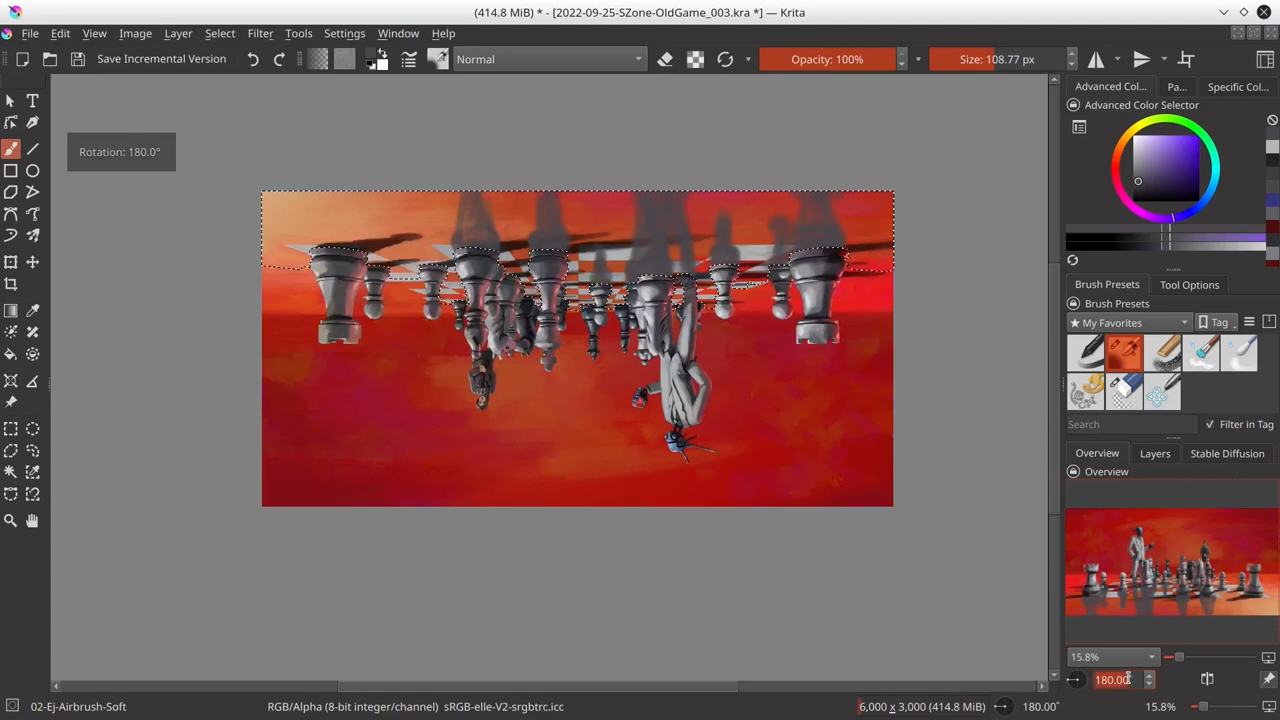 (414.8 MiB) * - [2022-09-25-SZone-OldGame_003.kra *] — Krita
File Edit View Image Layer Select Filter Tools Settings Window Help
Save Incremental Version Normal Opacity: 100% Size: 108.77 px
Advanced Col... Pa... Specific Col...
Advanced Color Selector
Rotation: 180.0°
Brush Presets Tool Options
Brush Presets
★ My Favorites Tag
Search Filter in Tag
Overview Layers Stable Diffusion
Overview
15.8%
180.00
02-Ej-Airbrush-Soft RGB/Alpha (8-bit integer/channel) sRGB-elle-V2-srgbtrc.icc 6,000 x 3,000 (414.8 MiB) 180.00° 15.8%